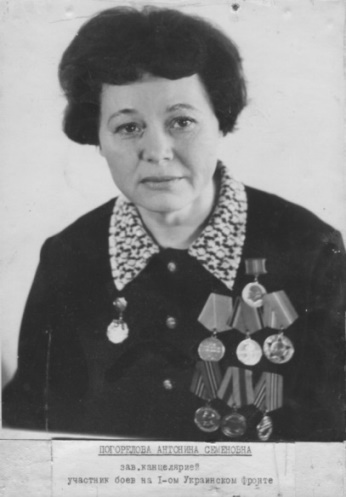 ПОГОРЕЛОВА АНТОНИНА СЕМЕНОВНА
зав.канцелярией
участник боев на I-ом Украинском фронте